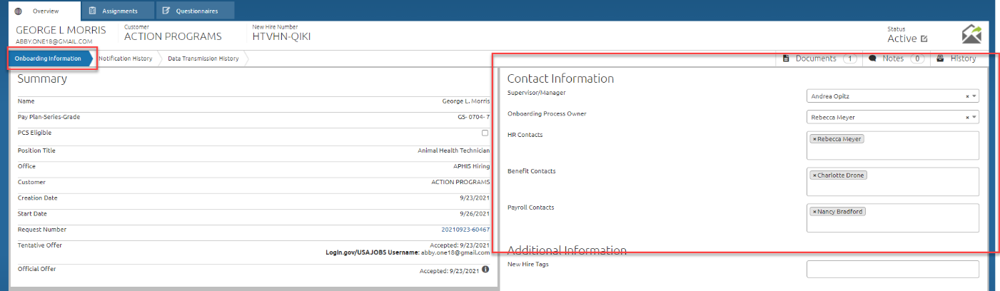 Overview
Assignments
Questionnaires
GEORGE L MORRIS
ABBY.ONE18@GMAIL.COM
Customer
ACTION PROGRAMS
New Hire Number
HTVHN-QIKI
Status
Active
Onboarding Information
Notification History
Data Transmission History
Documents 1
Notes 0
History
Summary
Name George L. Morris
Pay Plan-Series-Grade GS- 0704- 7
PCS Eligible
Position Title Animal Health Technician
Office APHIS Hiring
Customer ACTION PROGRAMS
Creation Date 9/23/2021
Start Date 9/26/2021
Request Number 20210923-60467
Tentative Offer Accepted: 9/23/2021
Login.gov/USAJOBS Username: abby.one18@gmail.com
Official Offer Accepted: 9/23/2021
Contact Information
Supervisor/Manager Andrea Opitz ×
Onboarding Process Owner Rebecca Meyer ×
HR Contacts ×Rebecca Meyer
Benefit Contacts ×Charlotte Drone
Payroll Contacts ×Nancy Bradford
Additional Information
New Hire Tags